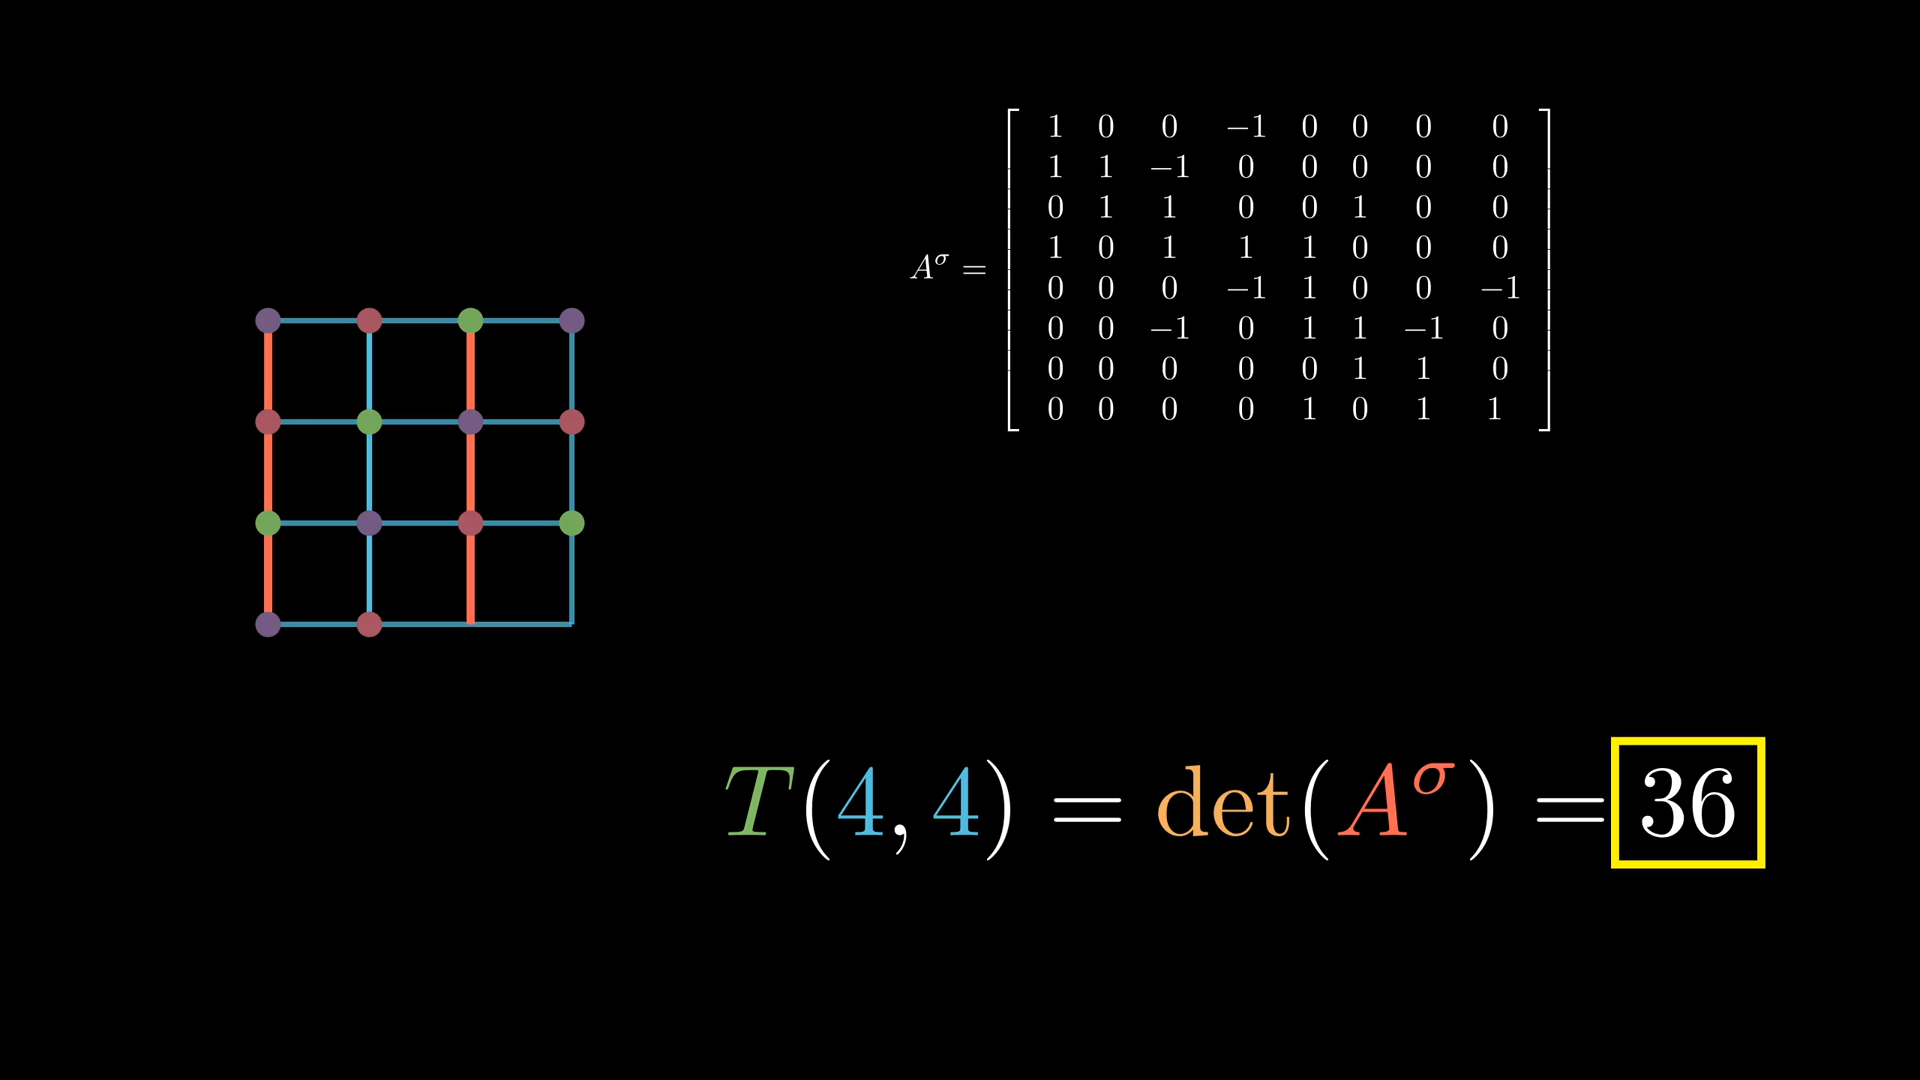 A^σ =
1 0 0 −1 0 0 0 0
1 1 −1 0 0 0 0 0
0 1 1 0 0 1 0 0
1 0 1 1 1 0 0 0
0 0 0 −1 1 0 0 −1
0 0 −1 0 1 1 −1 0
0 0 0 0 0 1 1 0
0 0 0 0 1 0 1 1
T(4, 4) = det(A^σ) = 36